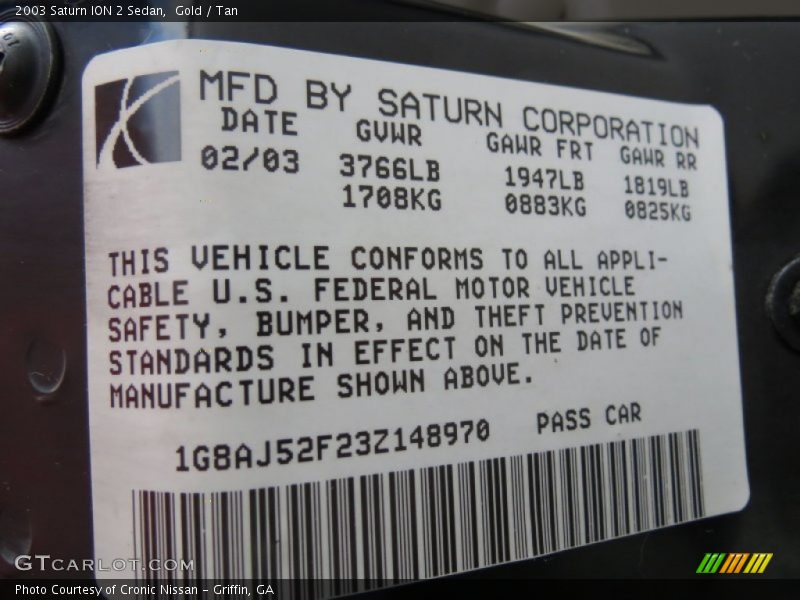 2003 Saturn ION 2 Sedan,  Gold / Tan
MFD BY SATURN CORPORATION
DATE GVWR GAWR FRT GAWR RR
02/03 3766LB 1947LB 1819LB
1708KG 0883KG 0825KG
THIS VEHICLE CONFORMS TO ALL APPLI-
CABLE U.S. FEDERAL MOTOR VEHICLE
SAFETY, BUMPER, AND THEFT PREVENTION
STANDARDS IN EFFECT ON THE DATE OF
MANUFACTURE SHOWN ABOVE.
1G8AJ52F23Z148970 PASS CAR
GTCARLOT.COM
Photo Courtesy of Cronic Nissan - Griffin, GA